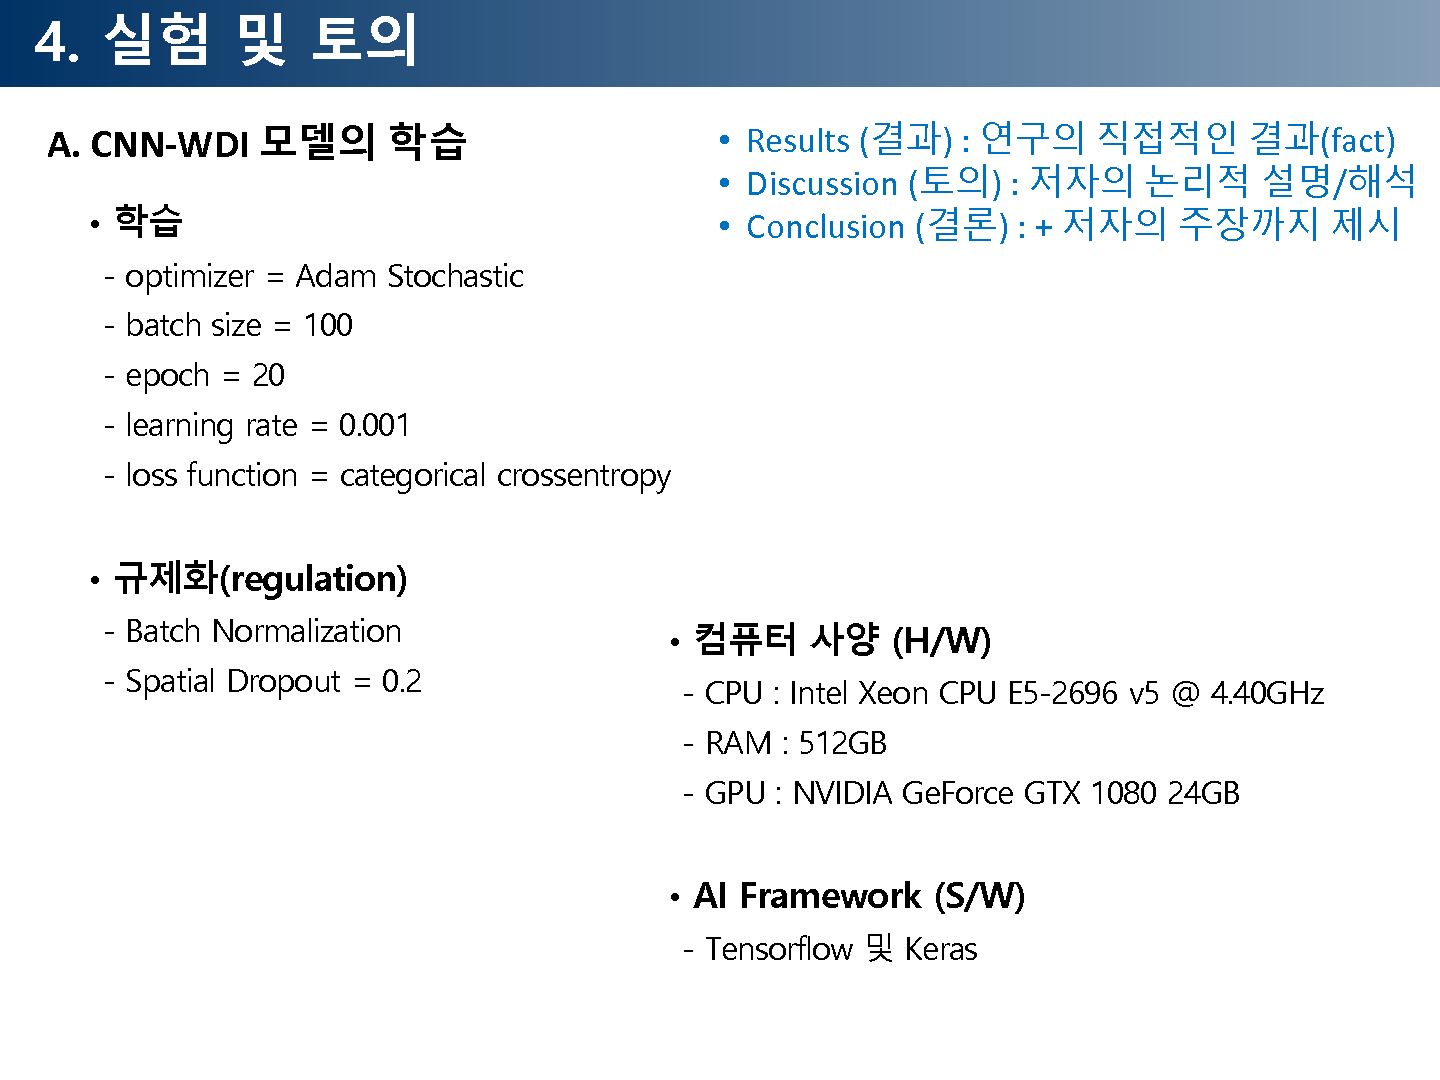 4. 실험 및 토의
A. CNN-WDI 모델의 학습
• 학습
- optimizer = Adam Stochastic
- batch size = 100
- epoch = 20
- learning rate = 0.001
- loss function = categorical crossentropy
• 규제화(regulation)
- Batch Normalization
- Spatial Dropout = 0.2
• Results (결과) : 연구의 직접적인 결과(fact)
• Discussion (토의) : 저자의 논리적 설명/해석
• Conclusion (결론) : + 저자의 주장까지 제시
• 컴퓨터 사양 (H/W)
- CPU : Intel Xeon CPU E5-2696 v5 @ 4.40GHz
- RAM : 512GB
- GPU : NVIDIA GeForce GTX 1080 24GB
• AI Framework (S/W)
- Tensorflow 및 Keras